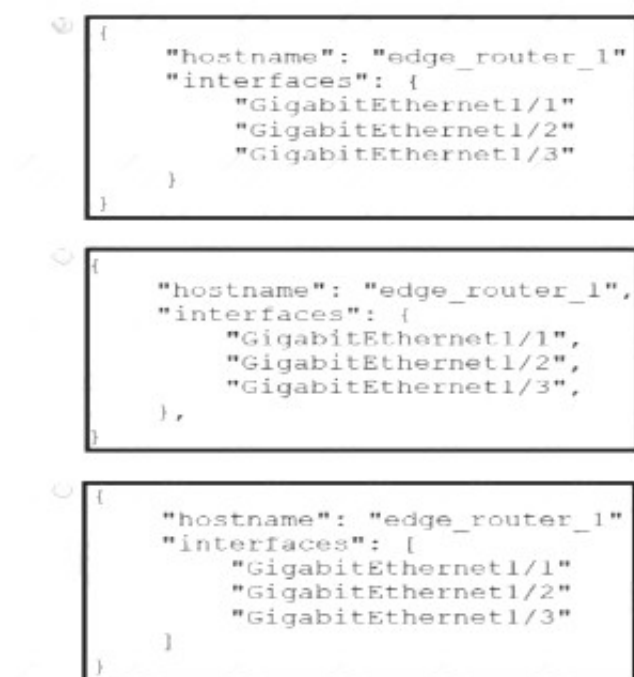 {
"hostname": "edge_router_1"
"interfaces": {
"GigabitEthernet1/1"
"GigabitEthernet1/2"
"GigabitEthernet1/3"
}
}
{
"hostname": "edge_router_1",
"interfaces": {
"GigabitEthernet1/1",
"GigabitEthernet1/2",
"GigabitEthernet1/3",
},
}
{
"hostname": "edge_router_1"
"interfaces": [
"GigabitEthernet1/1"
"GigabitEthernet1/2"
"GigabitEthernet1/3"
]
}